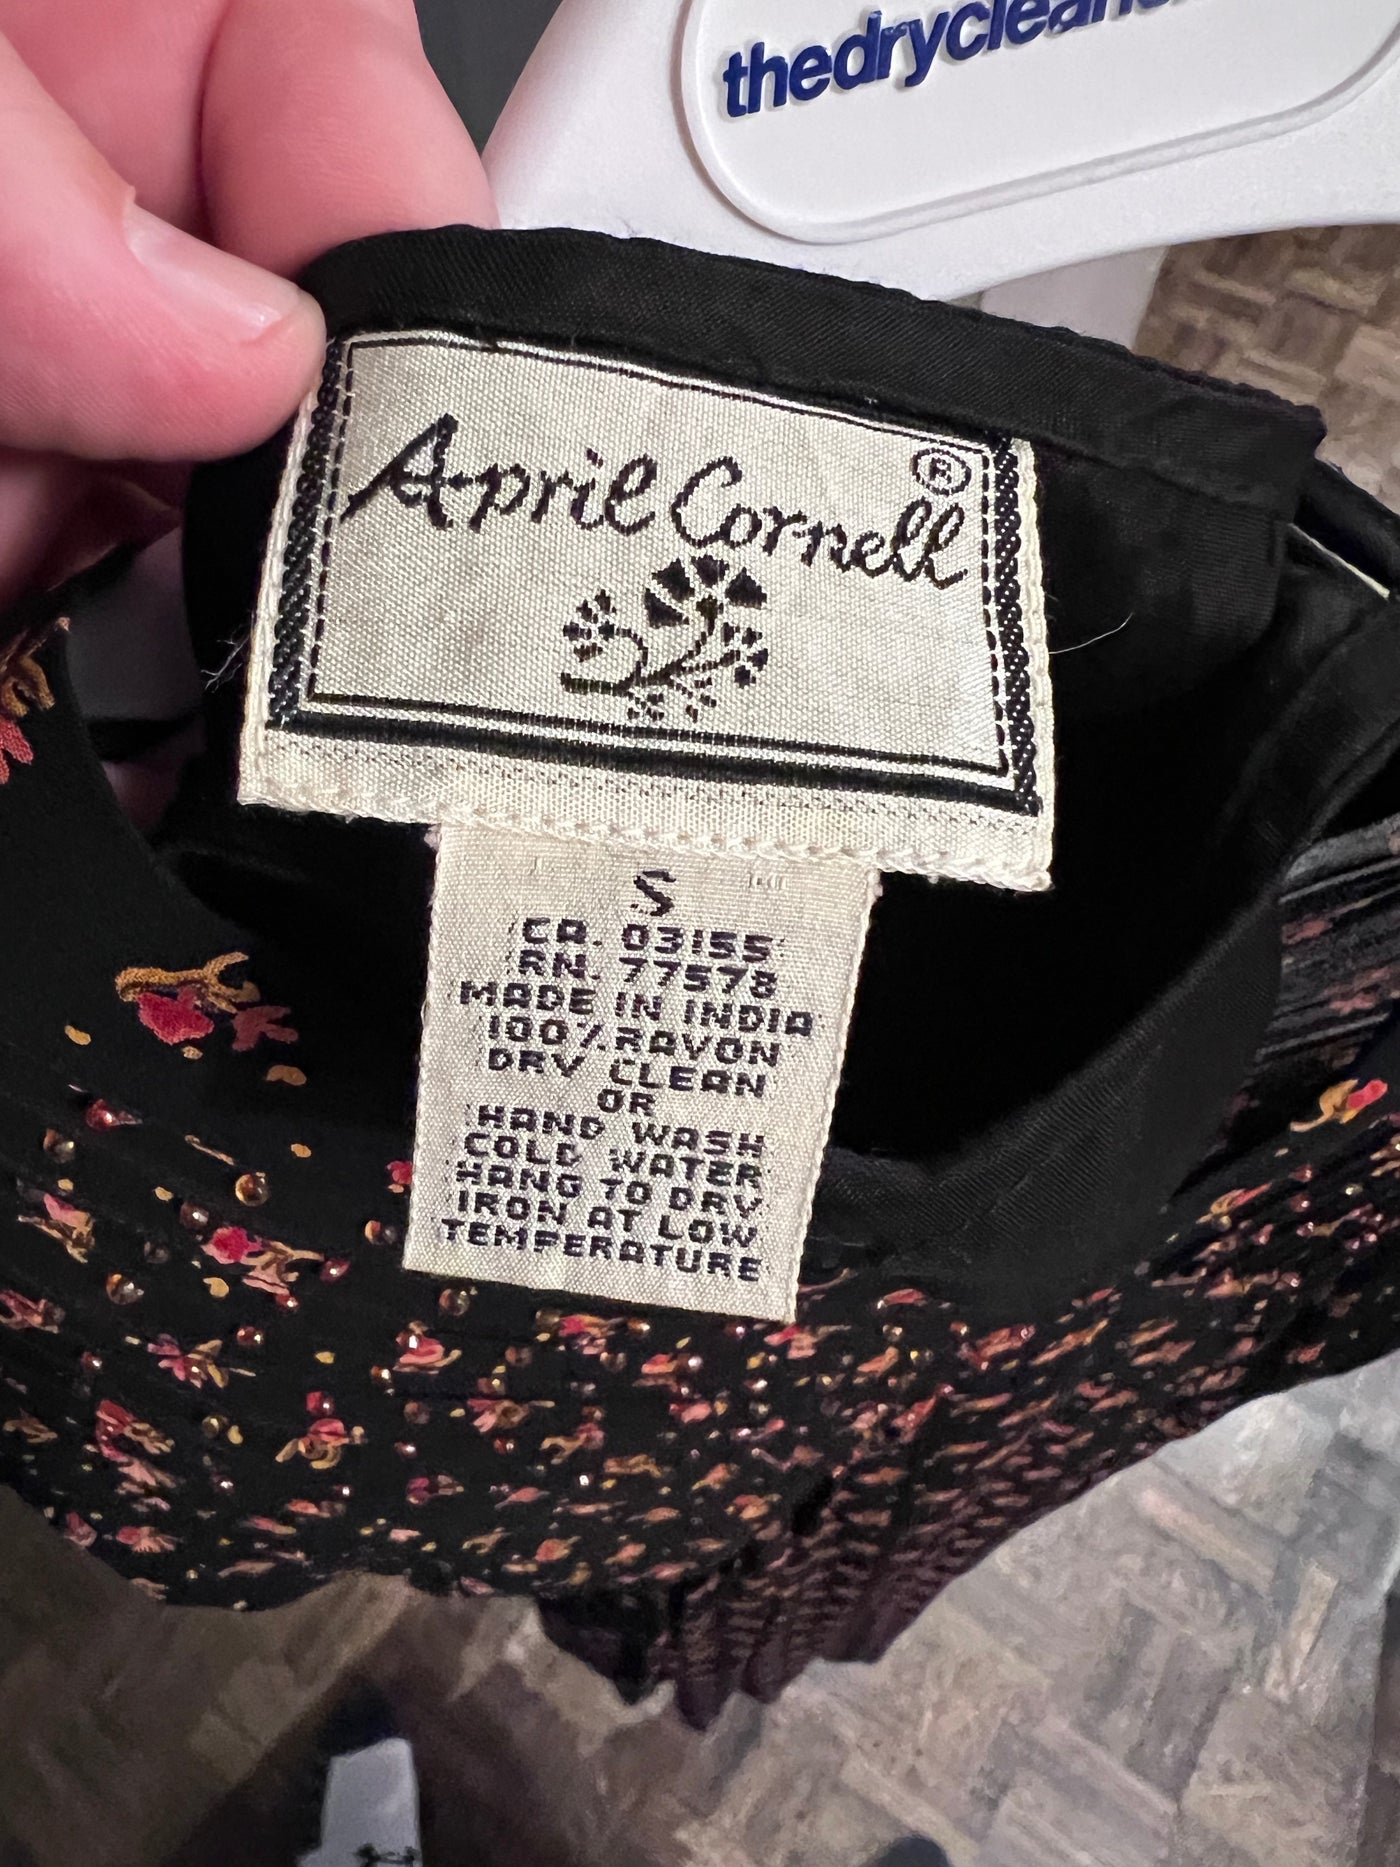 thedryclean
April Cornell ®
S
CA. 03155
RN. 77578
MADE IN INDIA
100% RAYON
DRY CLEAN
OR
HAND WASH
COLD WATER
HANG TO DRY
IRON AT LOW
TEMPERATURE